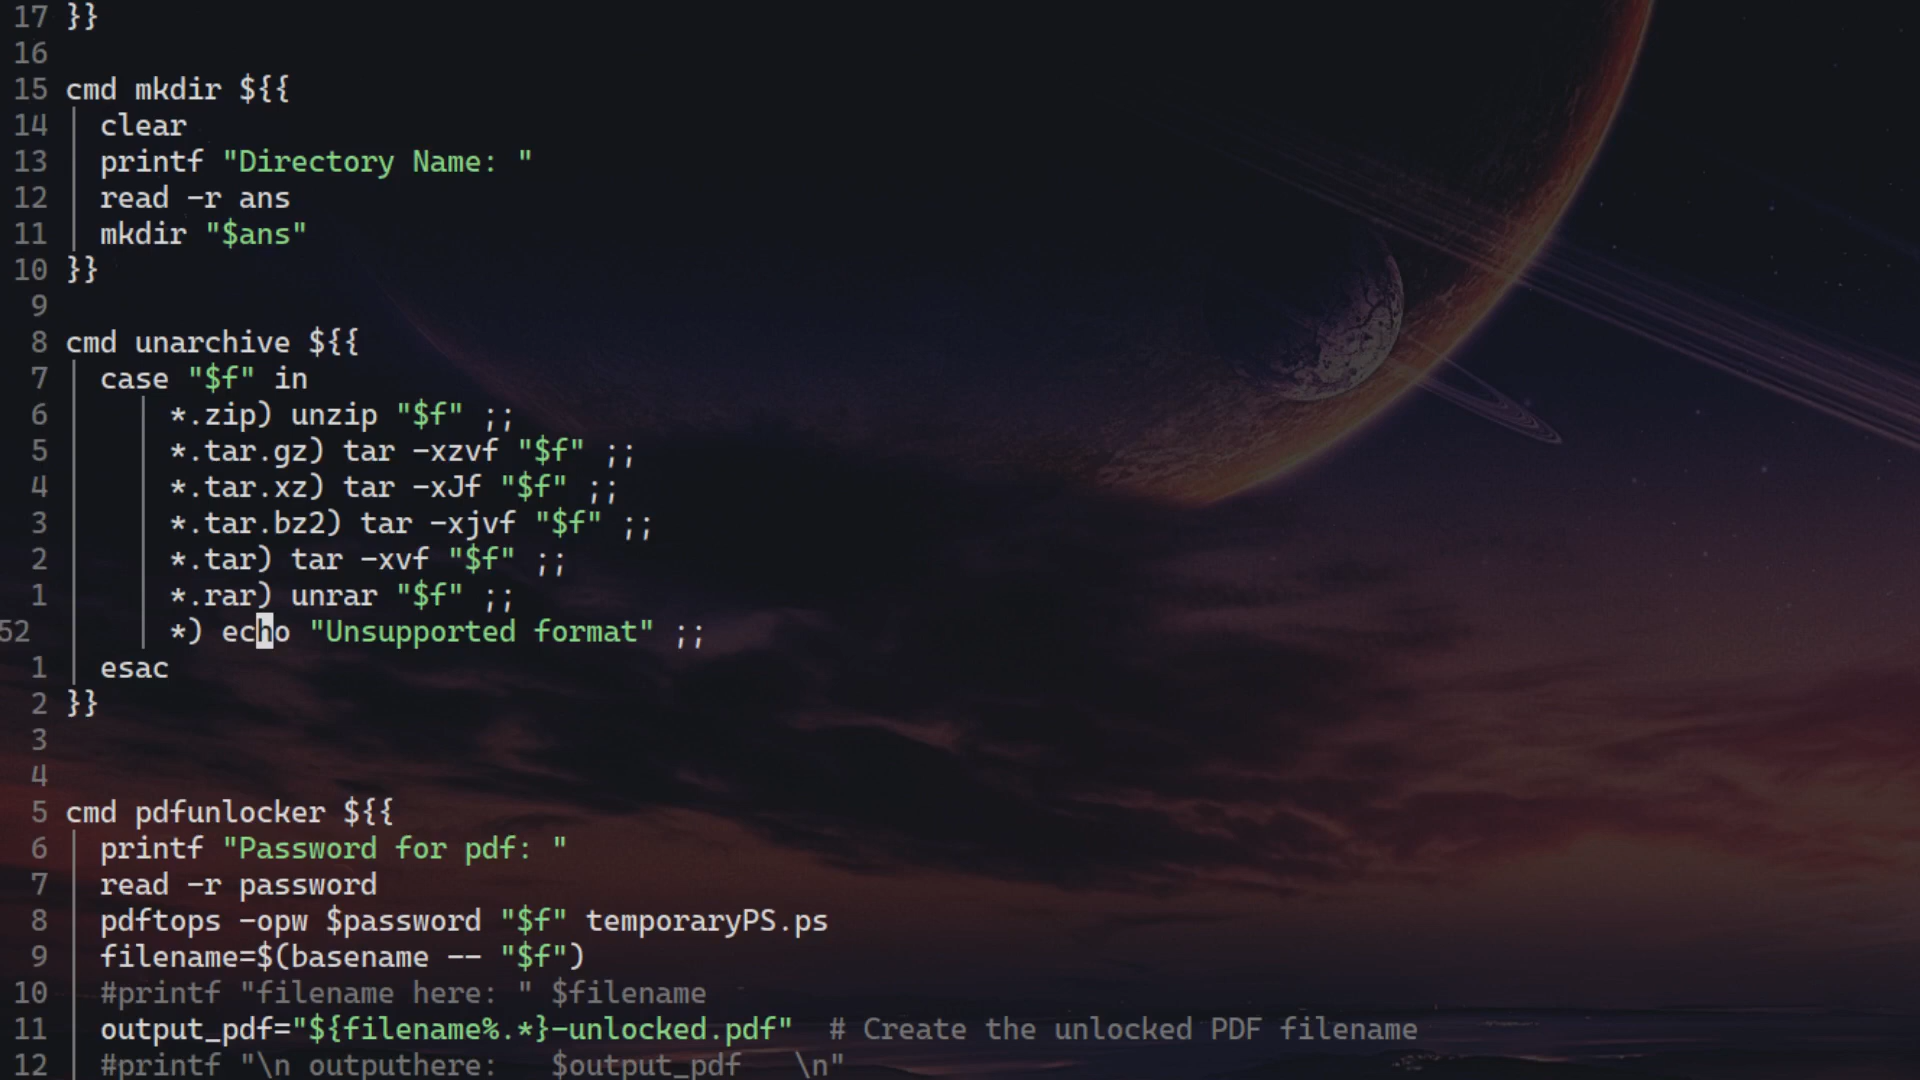 17 }}
16
15 cmd mkdir ${{
14 clear
13 printf "Directory Name: "
12 read -r ans
11 mkdir "$ans"
10 }}
9
8 cmd unarchive ${{
7 case "$f" in
6 *.zip) unzip "$f" ;;
5 *.tar.gz) tar -xzvf "$f" ;;
4 *.tar.xz) tar -xJf "$f" ;;
3 *.tar.bz2) tar -xjvf "$f" ;;
2 *.tar) tar -xvf "$f" ;;
1 *.rar) unrar "$f" ;;
52 *) echo "Unsupported format" ;;
1 esac
2 }}
3
4
5 cmd pdfunlocker ${{
6 printf "Password for pdf: "
7 read -r password
8 pdftops -opw $password "$f" temporaryPS.ps
9 filename=$(basename -- "$f")
10 #printf "filename here: " $filename
11 output_pdf="${filename%.*}-unlocked.pdf"  # Create the unlocked PDF filename
12 #printf "\n outputhere:   $output_pdf   \n"